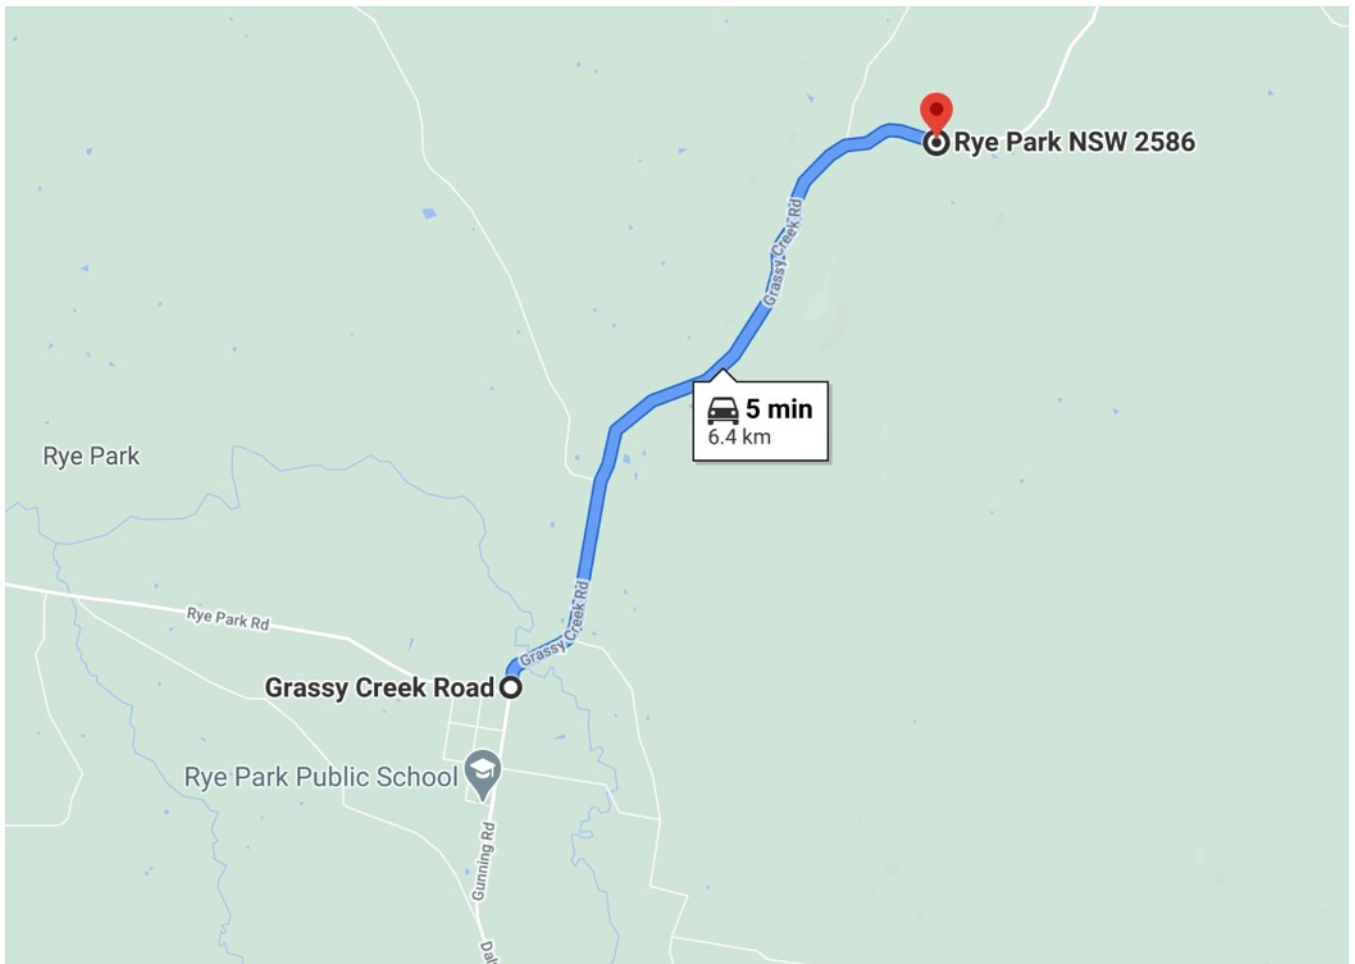 Rye Park NSW 2586
Grassy Creek Rd
5 min
6.4 km
Rye Park
Rye Park Rd
Grassy Creek Rd
Grassy Creek Road
Rye Park Public School
Gunning Rd